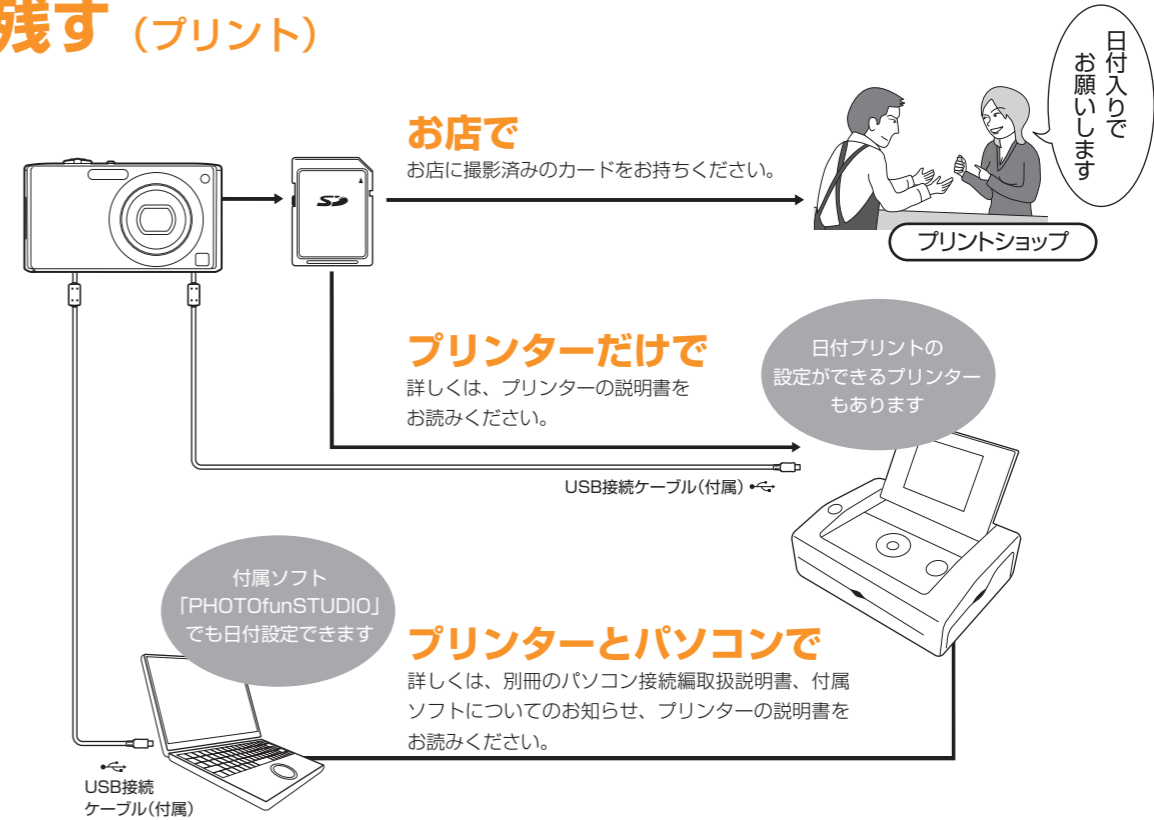 残す（プリント）
日付入りで
お願いします
お店で
お店に撮影済みのカードをお持ちください。
SD
プリントショップ
プリンターだけで
詳しくは、プリンターの説明書を
お読みください。
日付プリントの
設定ができるプリンター
もあります
USB接続ケーブル（付属）
付属ソフト
「PHOTOfunSTUDIO」
でも日付設定できます
プリンターとパソコンで
詳しくは、別冊のパソコン接続編取扱説明書、付属
ソフトについてのお知らせ、プリンターの説明書を
お読みください。
USB接続
ケーブル（付属）